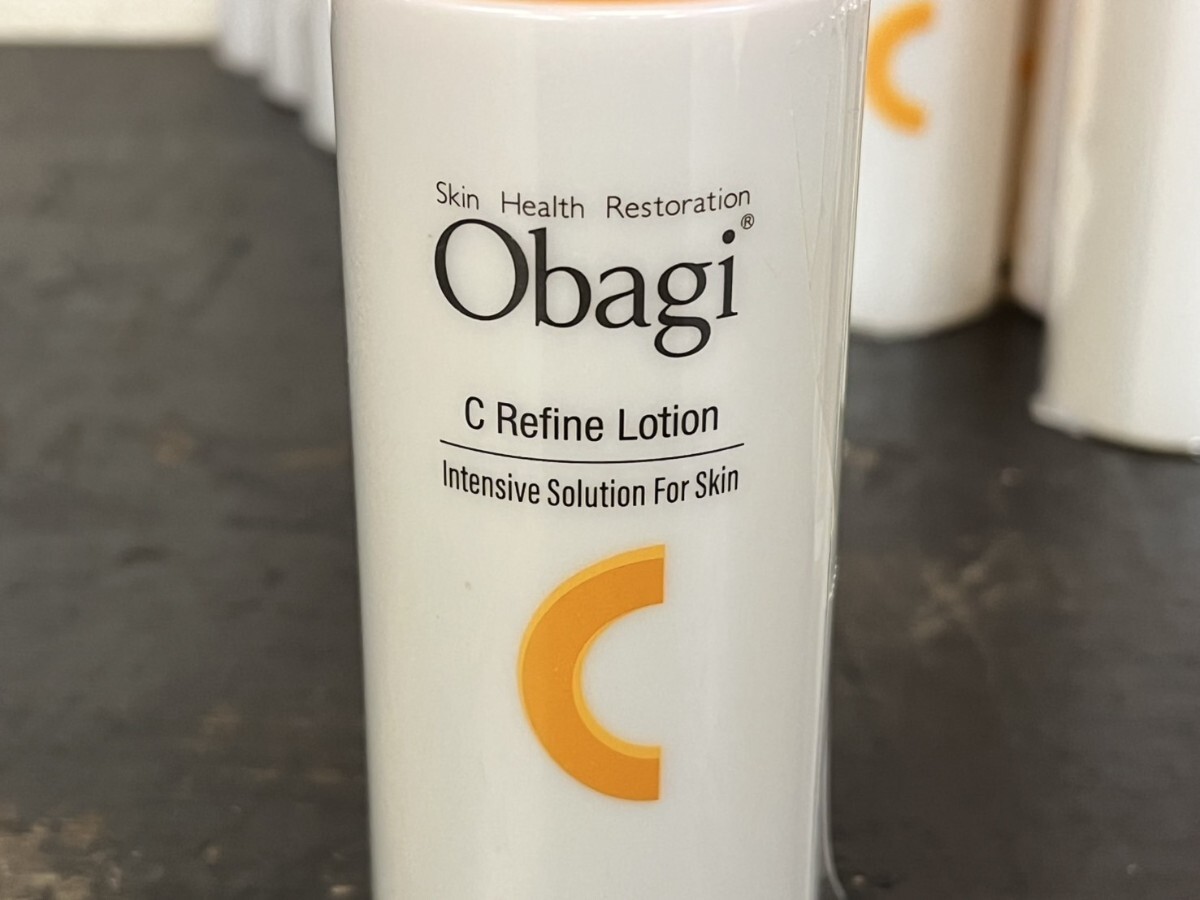 Skin Health Restoration
Obagi®
C Refine Lotion
Intensive Solution For Skin
C
C